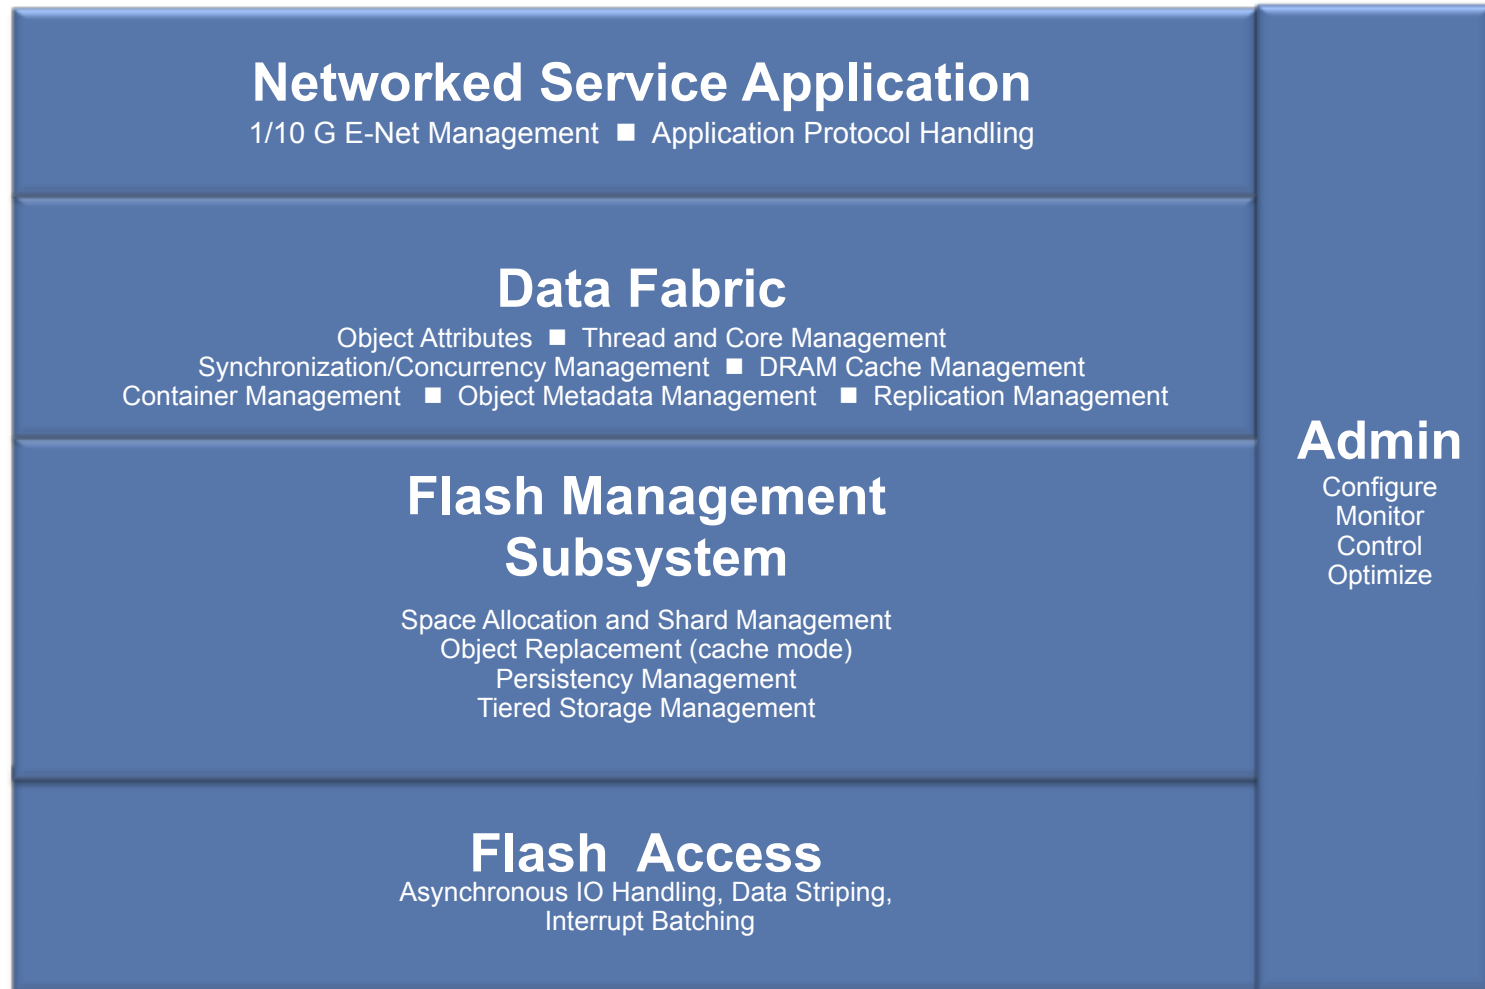 Networked Service Application
1/10 G E-Net Management ■ Application Protocol Handling
Data Fabric
Object Attributes ■ Thread and Core Management
Synchronization/Concurrency Management ■ DRAM Cache Management
Container Management ■ Object Metadata Management ■ Replication Management
Flash Management
Subsystem
Space Allocation and Shard Management
Object Replacement (cache mode)
Persistency Management
Tiered Storage Management
Flash Access
Asynchronous IO Handling, Data Striping,
Interrupt Batching
Admin
Configure
Monitor
Control
Optimize